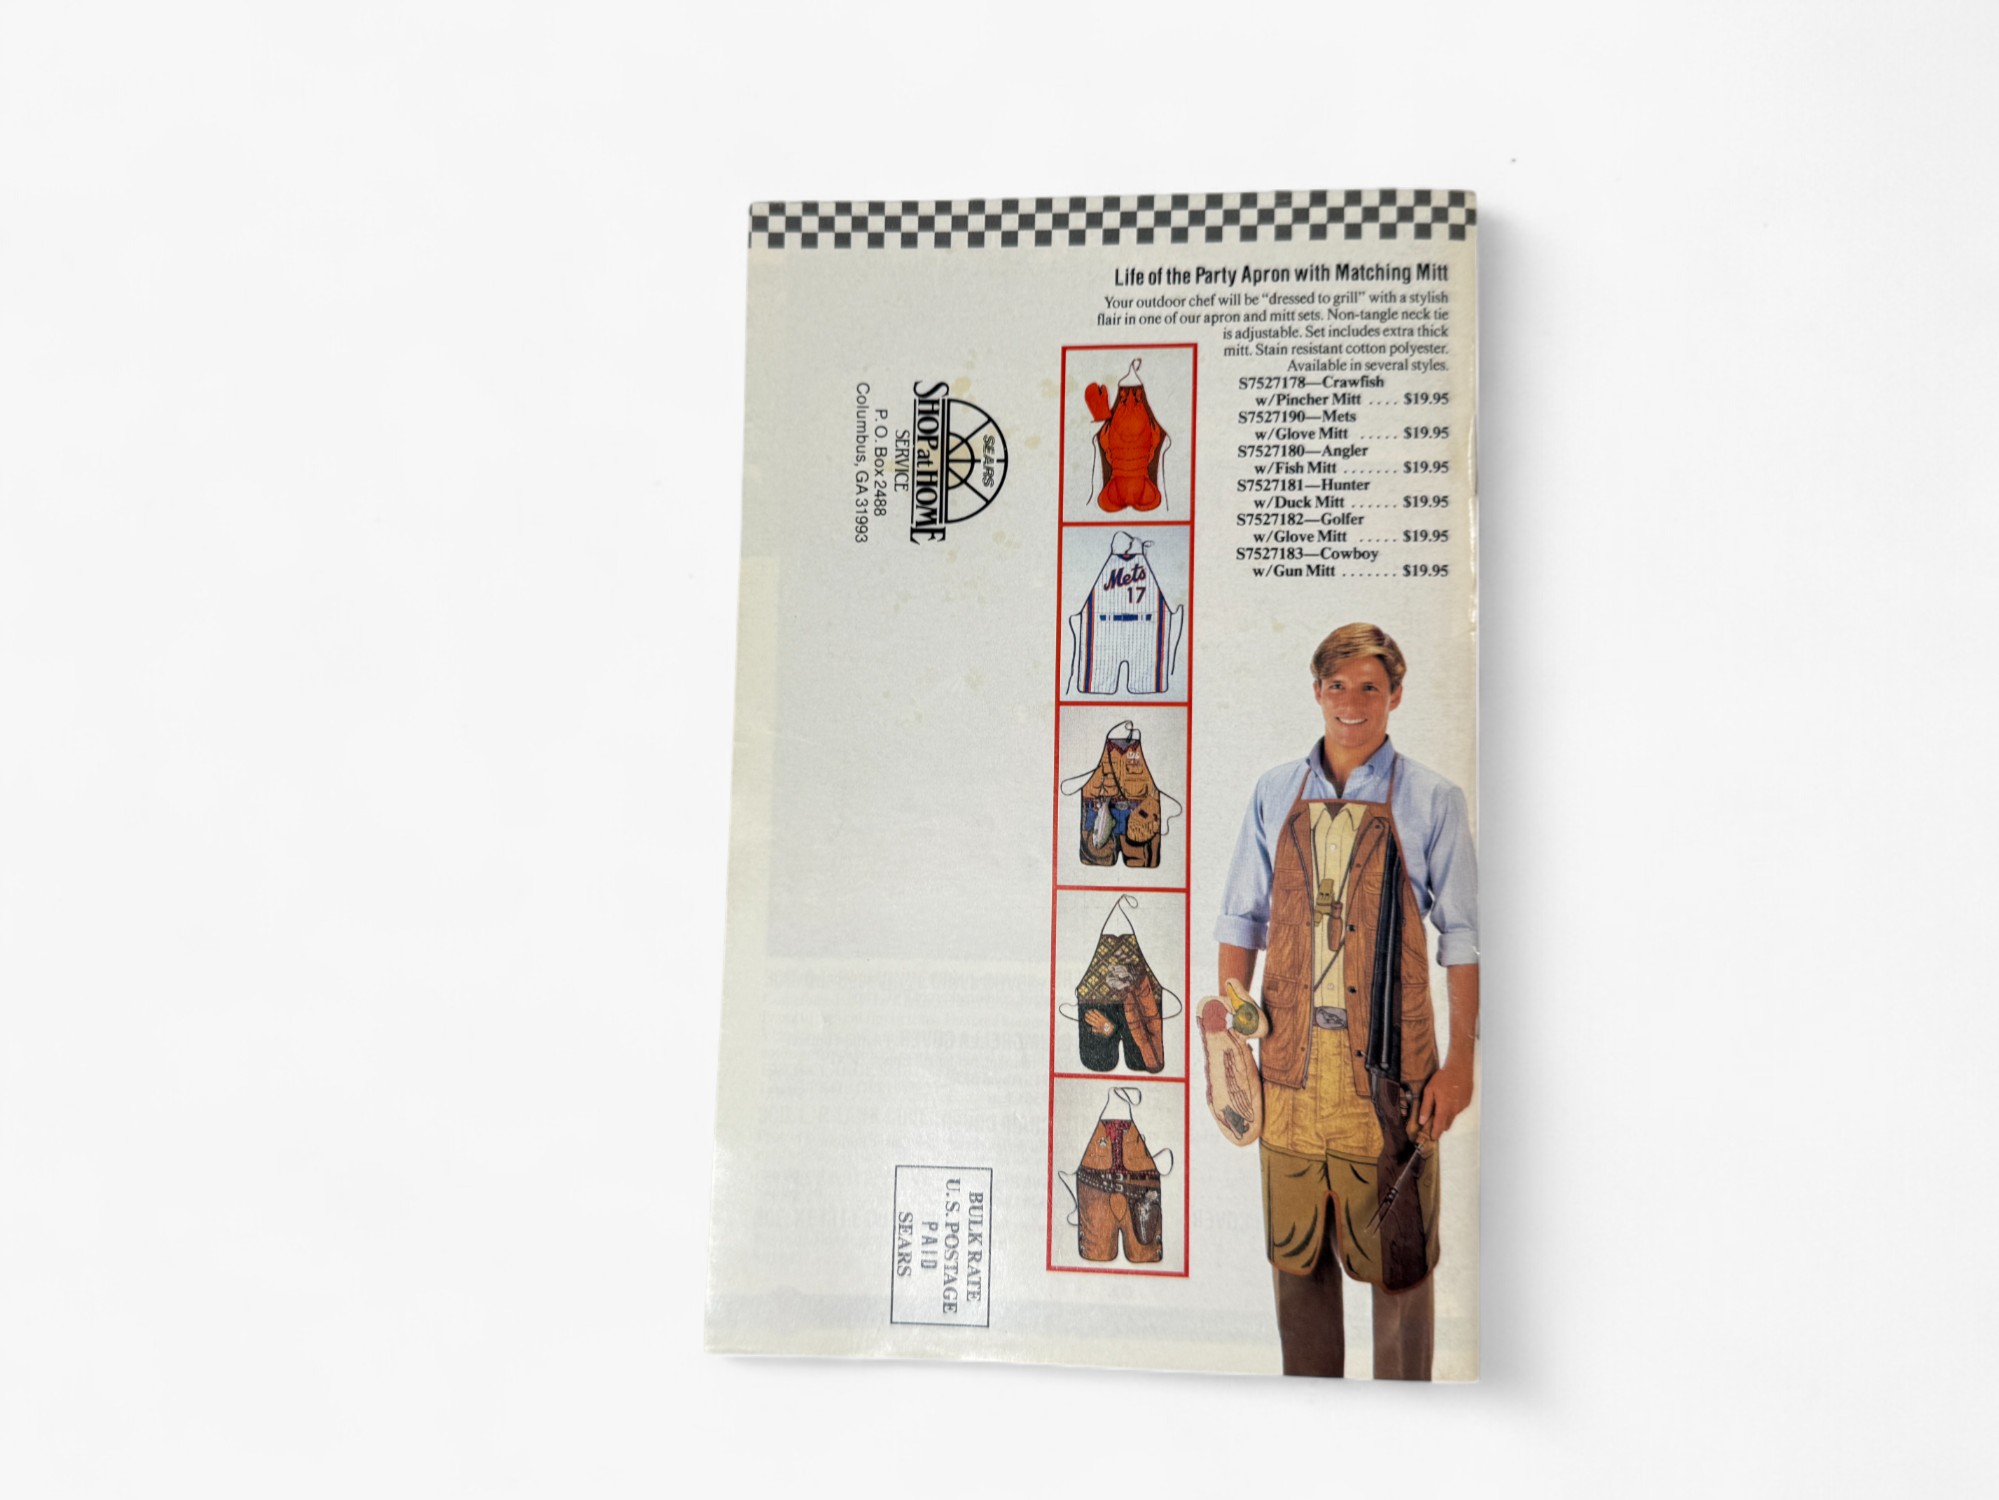 Life of the Party Apron with Matching Mitt
Your outdoor chef will be “dressed to grill” with a stylish
flair in one of our apron and mitt sets. Non-tangle neck tie
is adjustable. Set includes extra thick
mitt. Stain resistant cotton polyester.
Available in several styles.
S7527178—Crawfish
w/Pincher Mitt .... $19.95
S7527190—Mets
w/Glove Mitt ..... $19.95
S7527180—Angler
w/Fish Mitt ....... $19.95
S7527181—Hunter
w/Duck Mitt ...... $19.95
S7527182—Golfer
w/Glove Mitt ..... $19.95
S7527183—Cowboy
w/Gun Mitt ....... $19.95
Mets
17
SEARS
SHOP at HOME
SERVICE
P.O. Box 2488
Columbus, GA 31993
BULK RATE
U.S. POSTAGE
PAID
SEARS